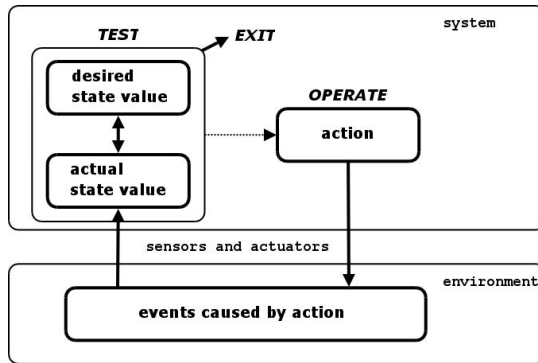 system
TEST
EXIT
desired
state value
OPERATE
action
actual
state value
sensors and actuators
environment
events caused by action